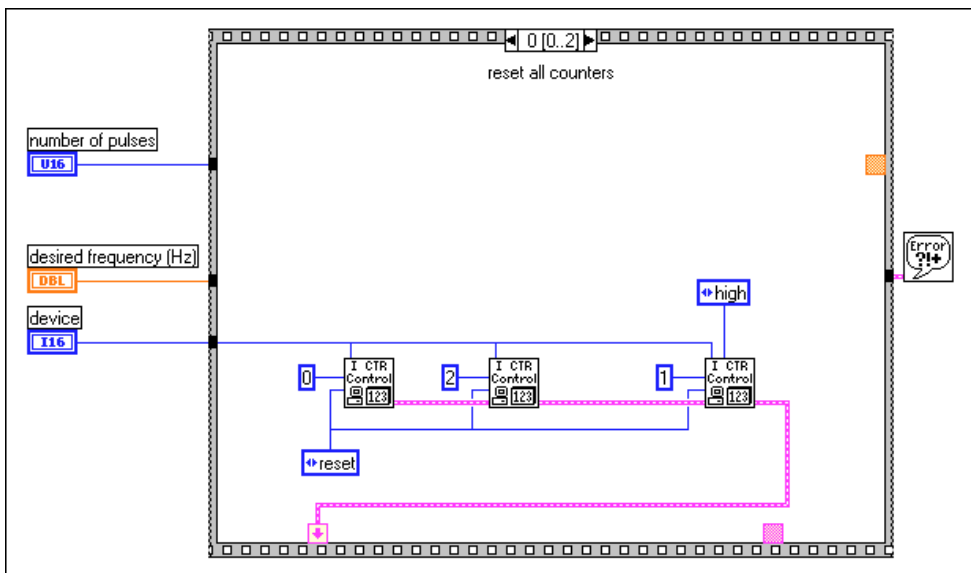 0 [0..2]
reset all counters
number of pulses
U16
desired frequency (Hz)
DBL
device
I16
Error
?!+
high
I CTR
Control
123
I CTR
Control
123
I CTR
Control
123
0
2
1
reset